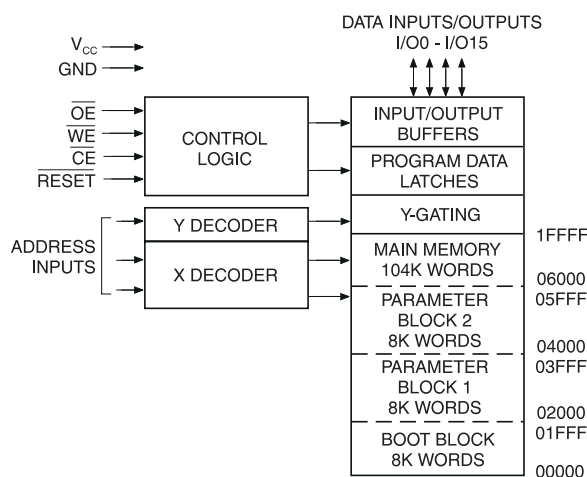 DATA INPUTS/OUTPUTS
I/O0 - I/O15
VCC
GND
OE
WE
CE
RESET
CONTROL
LOGIC
INPUT/OUTPUT
BUFFERS
PROGRAM DATA
LATCHES
ADDRESS
INPUTS
Y DECODER
X DECODER
Y-GATING
1FFFF
MAIN MEMORY
104K WORDS
06000
05FFF
PARAMETER
BLOCK 2
8K WORDS
04000
03FFF
PARAMETER
BLOCK 1
8K WORDS
02000
01FFF
BOOT BLOCK
8K WORDS
00000